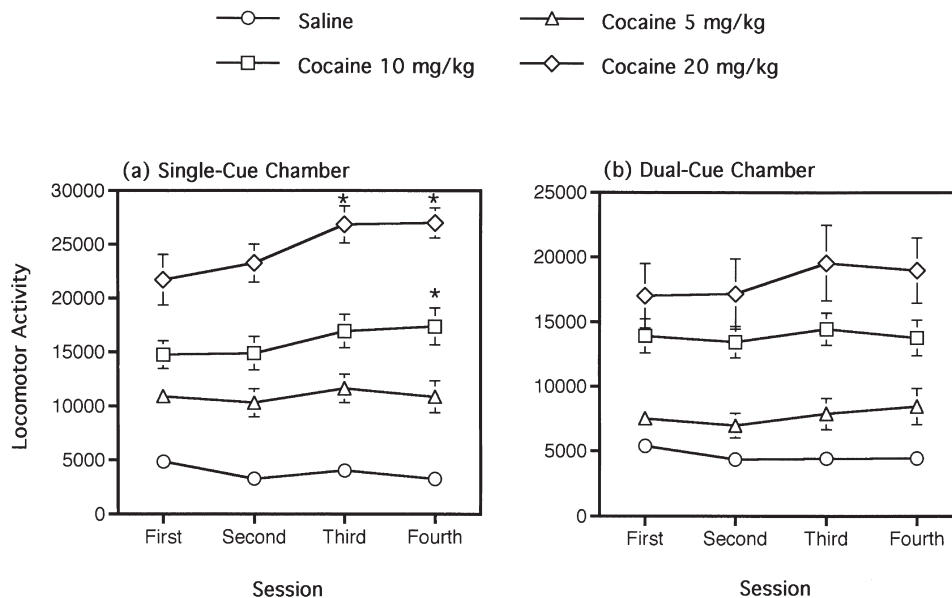 Saline
Cocaine 5 mg/kg
Cocaine 10 mg/kg
Cocaine 20 mg/kg
(a) Single-Cue Chamber
(b) Dual-Cue Chamber
Locomotor Activity
30000
25000
20000
15000
10000
5000
0
* *
*
First Second Third Fourth
Session
25000
20000
15000
10000
5000
0
First Second Third Fourth
Session